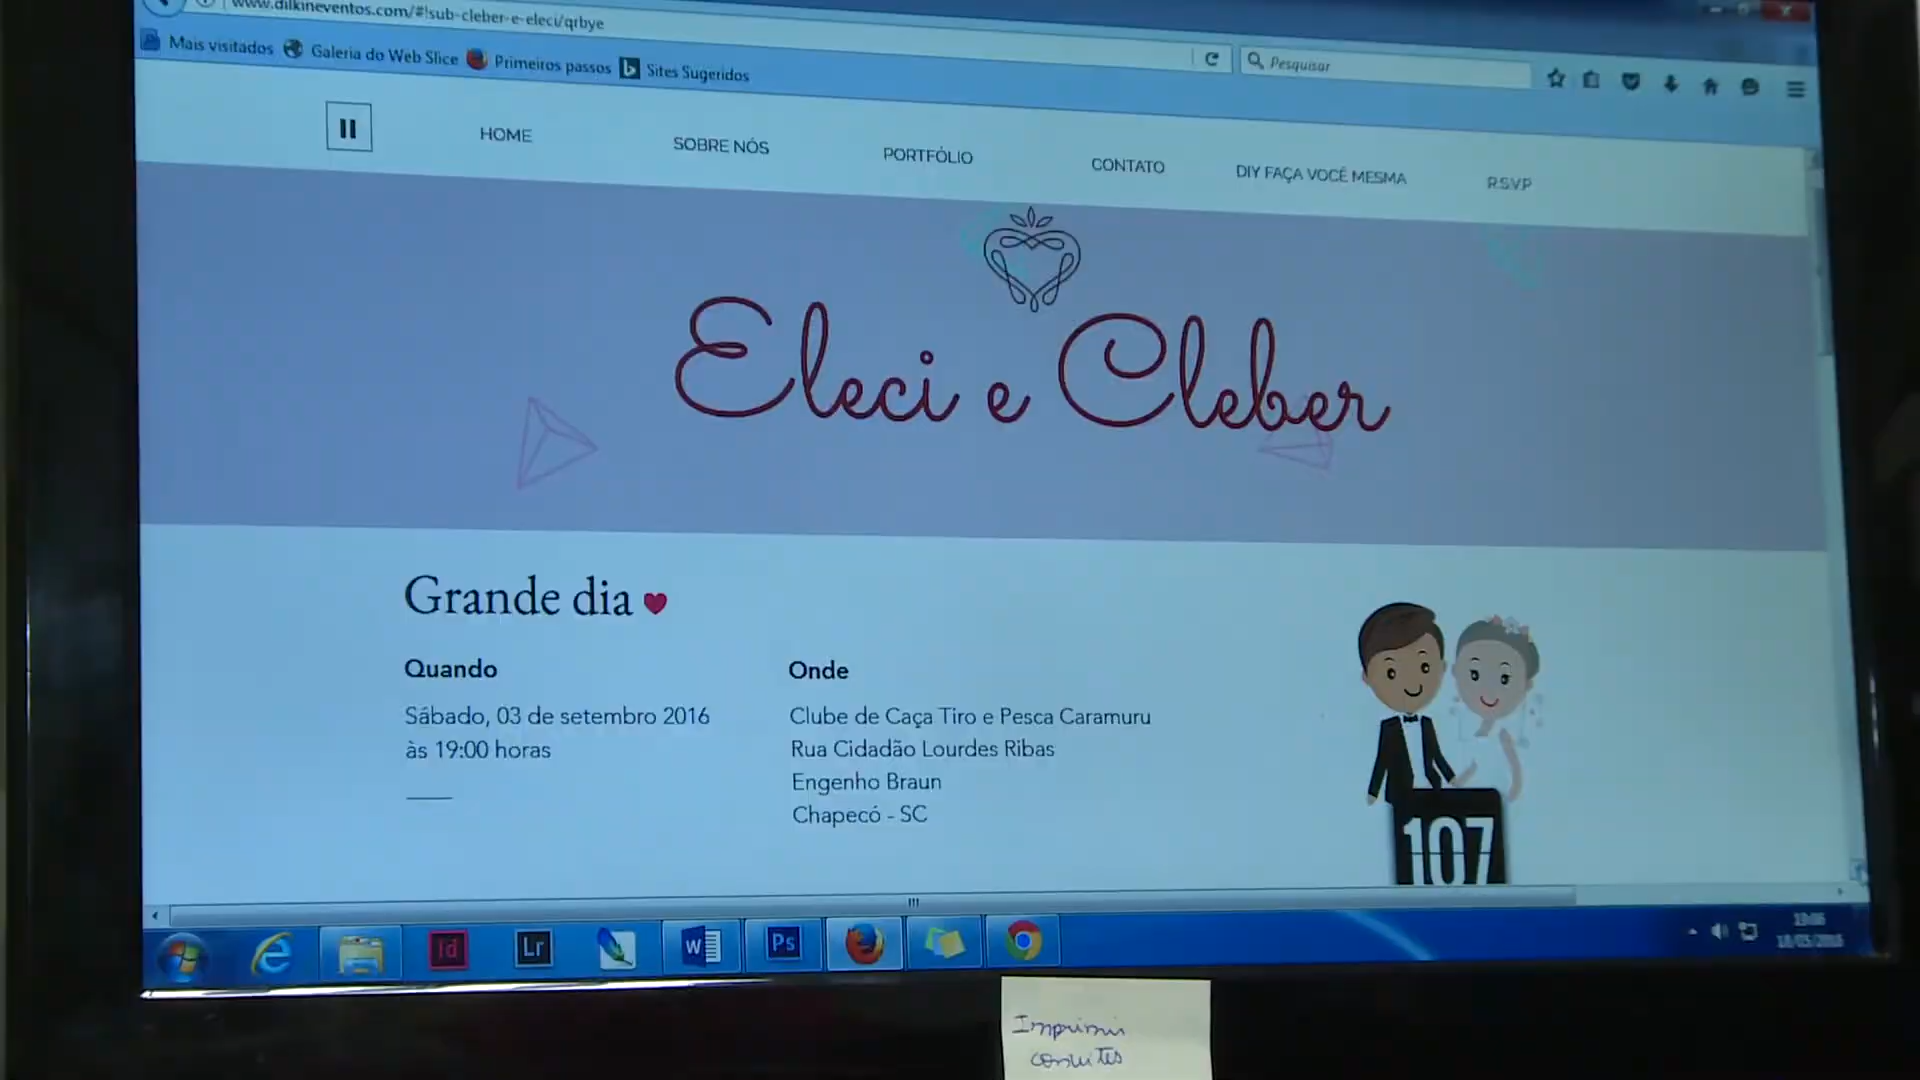 www.dilkineventos.com/#!sub-cleber-e-eleci/qrbye
Pesquisar
Mais visitados Galeria do Web Slice Primeiros passos Sites Sugeridos
HOME SOBRE NÓS PORTFÓLIO CONTATO DIY FAÇA VOCÊ MESMA RSVP
Eleci e Cleber
Grande dia
Quando
Sábado, 03 de setembro 2016
às 19:00 horas
Onde
Clube de Caça Tiro e Pesca Caramuru
Rua Cidadão Lourdes Ribas
Engenho Braun
Chapecó - SC
107
Id Lr W Ps
Imprimir
convites